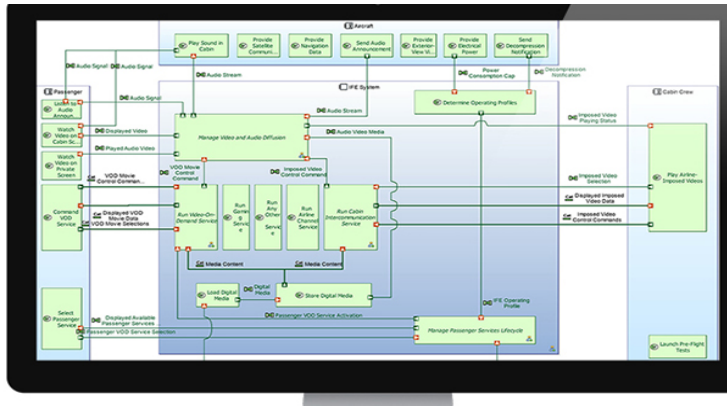 Aircraft
Play Sound in
Cabin
Provide
Satellite
Communi...
Provide
Navigation
Data
Send Audio
Announcement
Provide
Exterior-
View Vi...
Provide
Electrical
Power
Send
Decompression
Notification
Audio Signal
Audio Signal
Audio Stream
Power
Consumption Cap
Decompression
Notification
Passenger
IFE System
Cabin Crew
Listen to
Audio
Announ...
Audio Signal
Audio Stream
Determine Operating Profiles
Watch
Video on
Cabin Sc...
Displayed Video
Manage Video and Audio Diffusion
Audio Video Media
Imposed Video
Playing Status
Watch
Video on
Private
Screen
Played Audio Video
VOD Movie
Control
Command
Imposed Video
Control Command
Play Airline-
Imposed Videos
VOD Movie
Control Comman...
Imposed Video
Selection
Command
VOD
Service
Displayed VOD
Movie Data
VOD Movie Selections
Run Video-On-
Demand Service
Run
Gaming
Service
Run
Any
Other
Service
Run
Airline
Channel
Service
Run Cabin
Intercommunication
Service
Displayed Imposed
Video Data
Imposed Video
Control Commands
Media Content
Media Content
Load Digital
Media
Digital
Media
Store Digital Media
IFE Operating
Profile
Select
Passenger
Service
Passenger VOD Service Activation
Displayed Available
Passenger Services
Passenger VOD Service Selection
Manage Passenger Services Lifecycle
Launch Pre-Flight
Tests